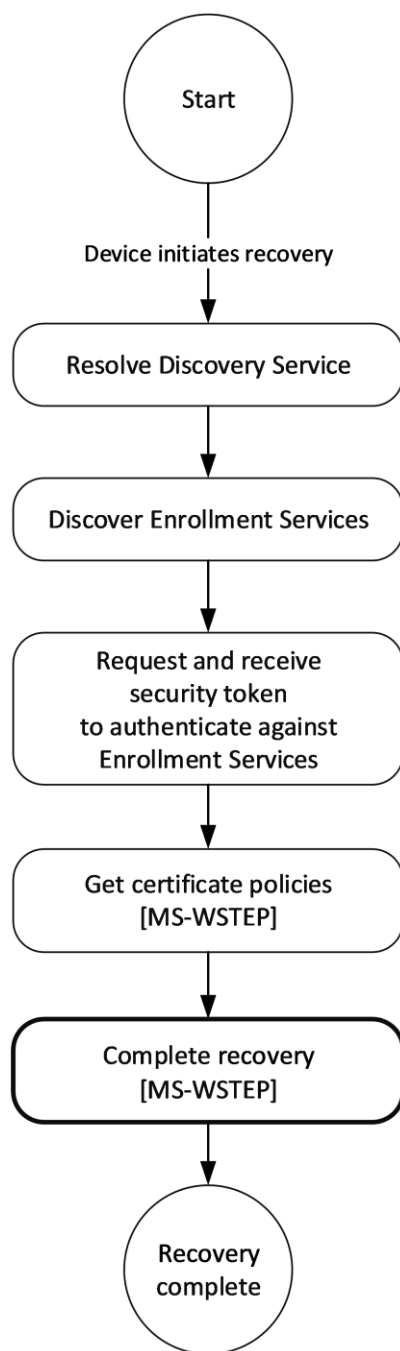 Start
Device initiates recovery
Resolve Discovery Service
Discover Enrollment Services
Request and receive
security token
to authenticate against
Enrollment Services
Get certificate policies
[MS-WSTEP]
Complete recovery
[MS-WSTEP]
Recovery
complete